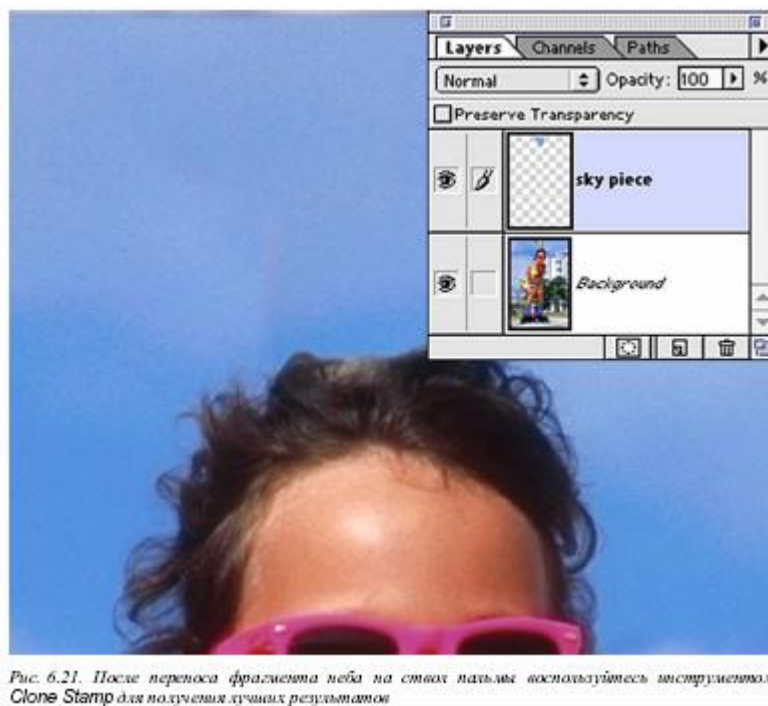 Layers Channels Paths
Normal Opacity: 100 %
Preserve Transparency
sky piece
Background
Рис. 6.21. После переноса фрагмента неба на ствол пальмы воспользуйтесь инструментом
Clone Stamp для получения лучших результатов